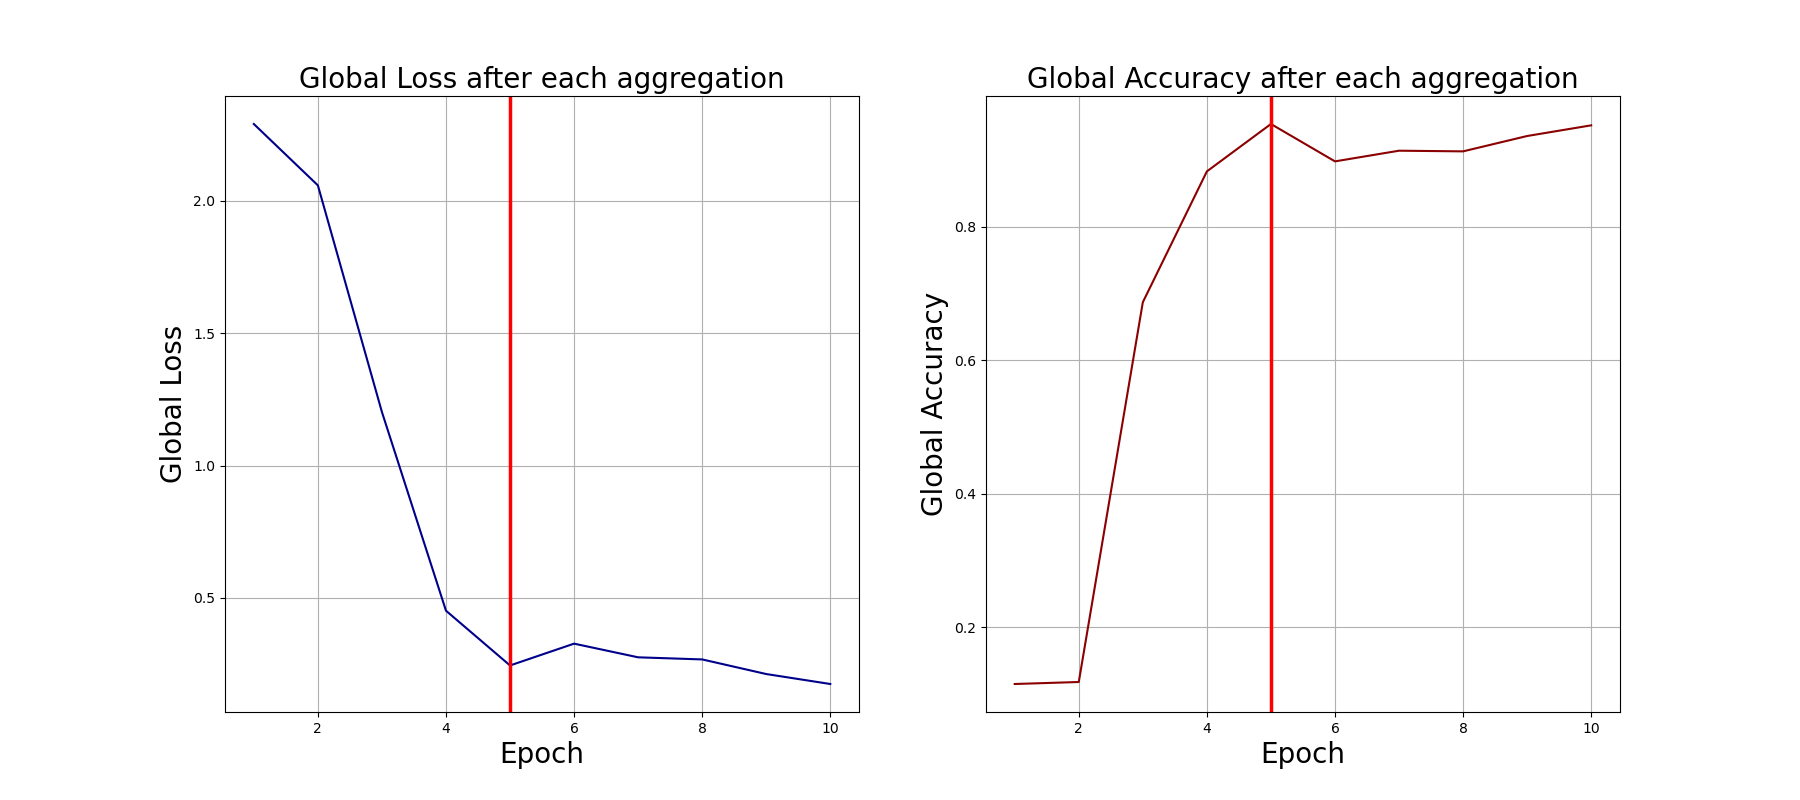 Global Loss after each aggregation
Global Loss
2.0
1.5
1.0
0.5
2 4 6 8 10
Epoch
Global Accuracy after each aggregation
Global Accuracy
0.8
0.6
0.4
0.2
2 4 6 8 10
Epoch